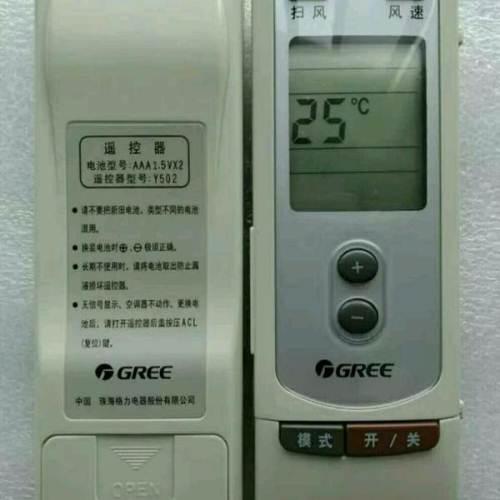 遥控器
电池型号:AAA1.5VX2
遥控器型号:Y502
● 请不要把新旧电池、类型不同的电池
混用。
● 换装电池时⊕、⊖极须正确。
● 长期不使用时，请将电池取出防止漏
液损坏遥控器。
● 无信号显示、空调器不动作、更换电
池后，请打开遥控器后盖按压ACL
(复位)键。
GREE
中国 珠海格力电器股份有限公司
OPEN
扫风 风速
25℃
+
−
GREE
模式 开/关